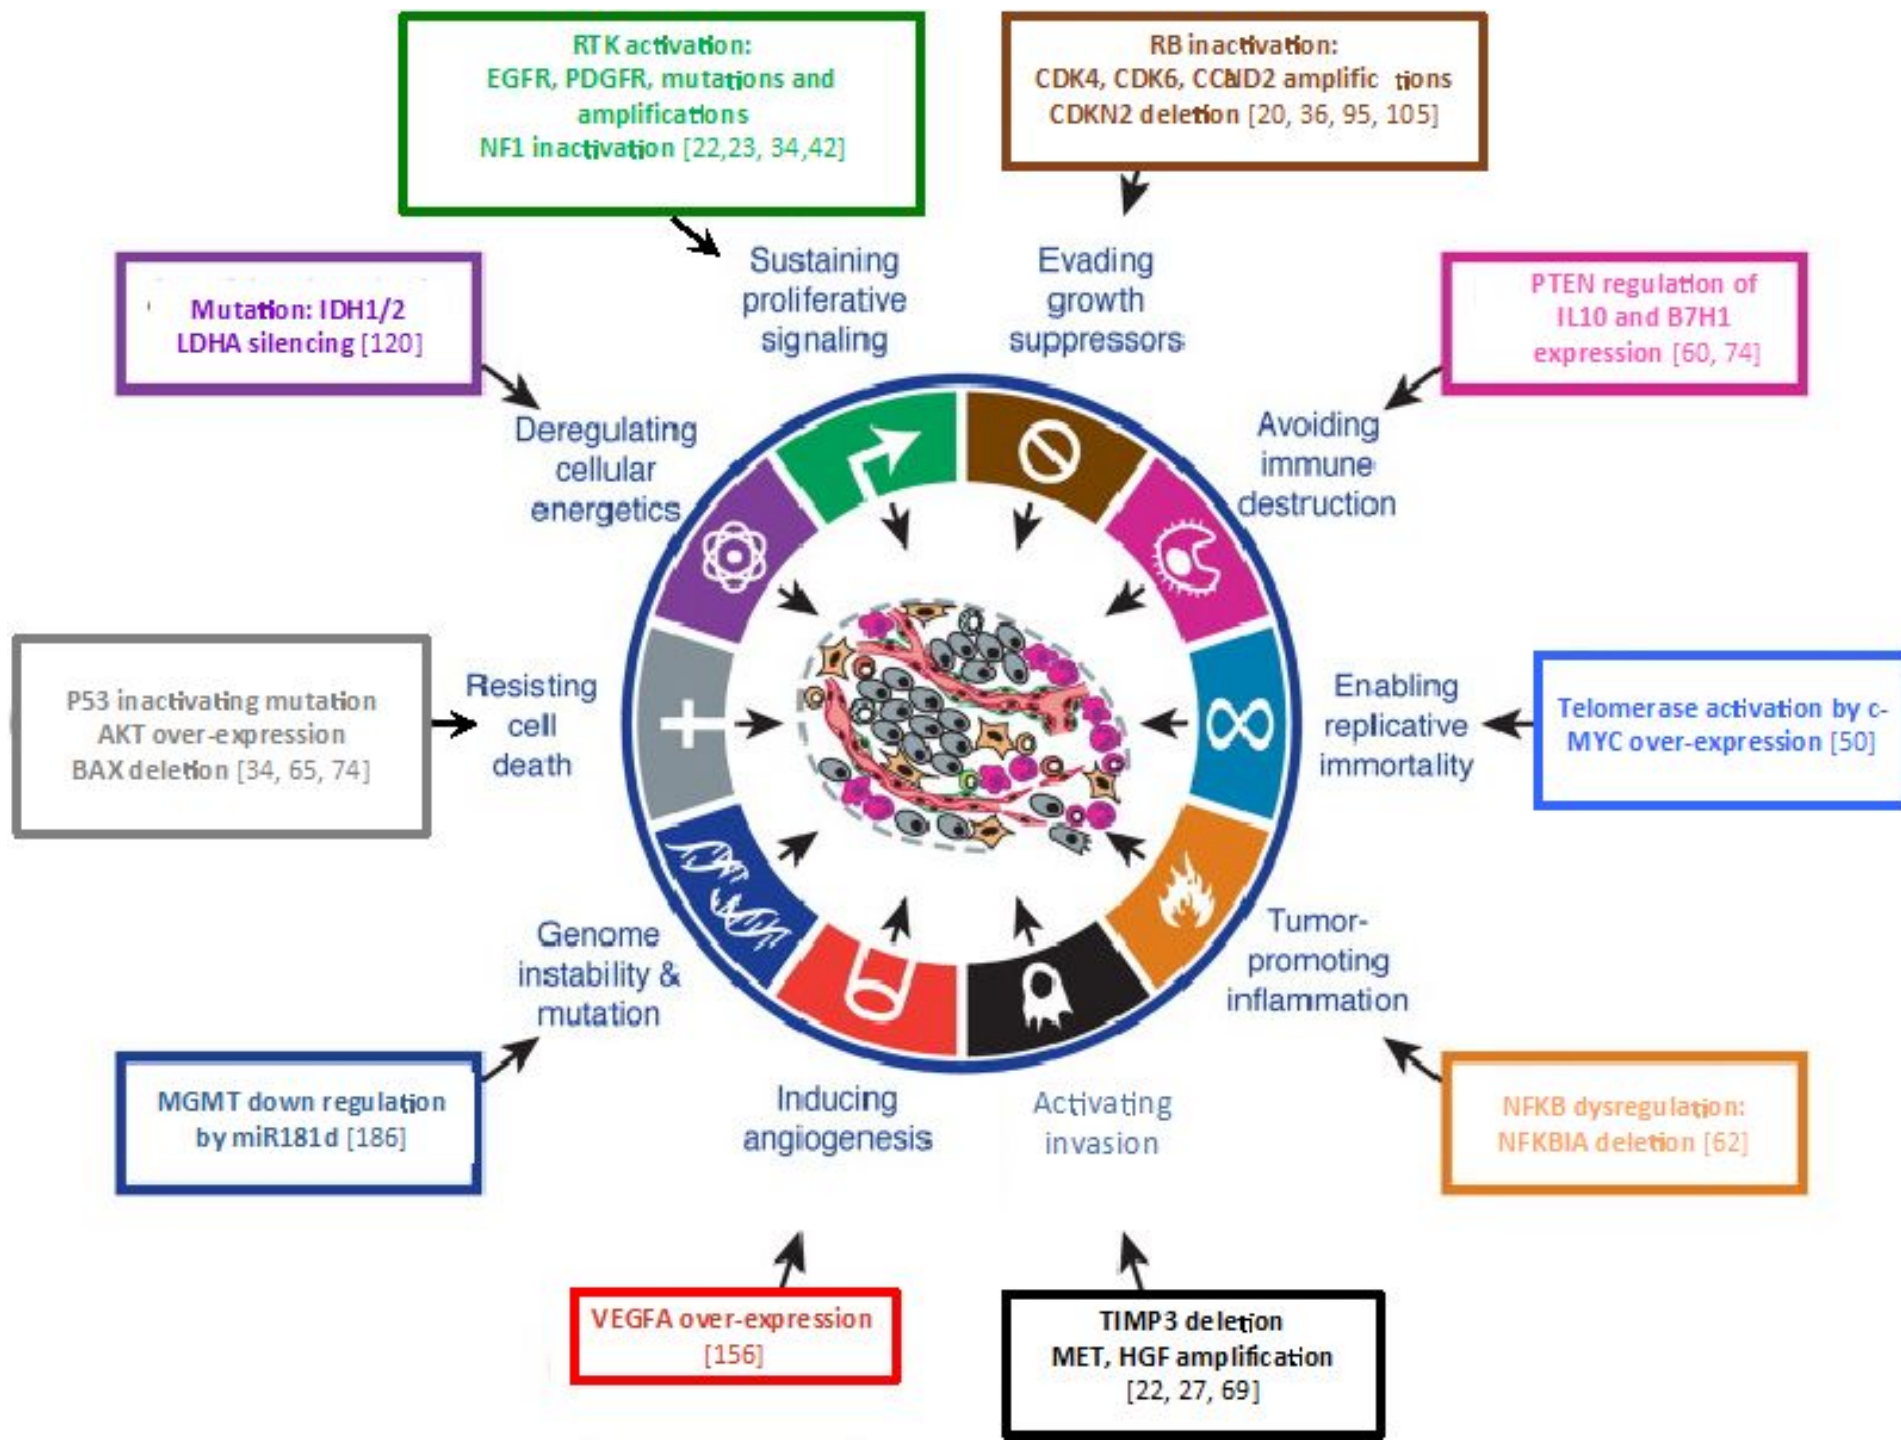 RTK activation:
EGFR, PDGFR, mutations and
amplifications
NF1 inactivation [22,23, 34,42]
RB inactivation:
CDK4, CDK6, CCND2 amplific tions
CDKN2 deletion [20, 36, 95, 105]
Sustaining
proliferative
signaling
Evading
growth
suppressors
Mutation: IDH1/2
LDHA silencing [120]
PTEN regulation of
IL10 and B7H1
expression [60, 74]
Deregulating
cellular
energetics
Avoiding
immune
destruction
P53 inactivating mutation
AKT over-expression
BAX deletion [34, 65, 74]
Resisting
cell
death
Enabling
replicative
immortality
Telomerase activation by c-
MYC over-expression [50]
Genome
instability &
mutation
Tumor-
promoting
inflammation
MGMT down regulation
by miR181d [186]
Inducing
angiogenesis
Activating
invasion
NFKB dysregulation:
NFKBIA deletion [62]
VEGFA over-expression
[156]
TIMP3 deletion
MET, HGF amplification
[22, 27, 69]